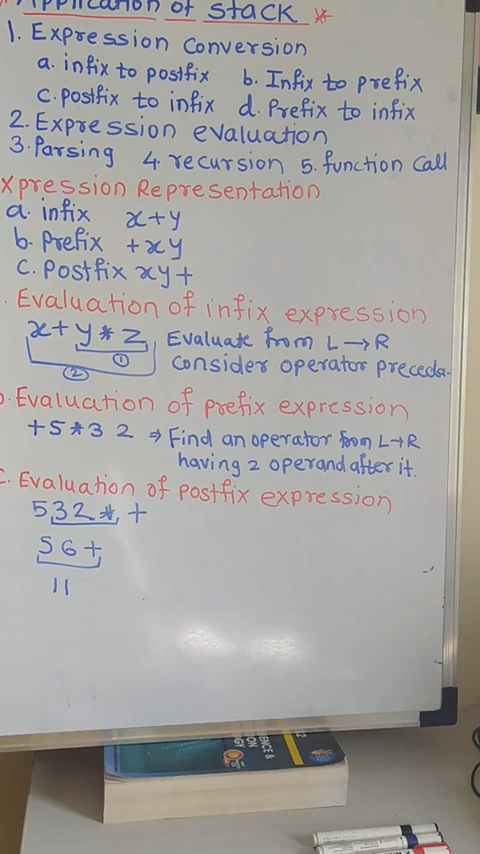 Application of stack *
1. Expression Conversion
a. infix to postfix b. Infix to prefix
c. postfix to infix d. Prefix to infix
2. Expression evaluation
3. Parsing 4. recursion 5. function call
xpression Representation
a. infix x+y
b. Prefix +xy
c. Postfix xy+
. Evaluation of infix expression
x+y*z Evaluate from L→R
① consider operator preceda-
②
. Evaluation of prefix expression
+5*3 2 ⇒ Find an operator from L→R
having 2 operand after it.
c. Evaluation of postfix expression
532*+
56+
11